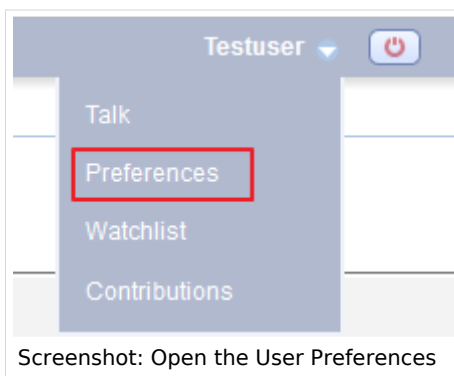 Testuser
Talk
Preferences
Watchlist
Contributions
Screenshot: Open the User Preferences